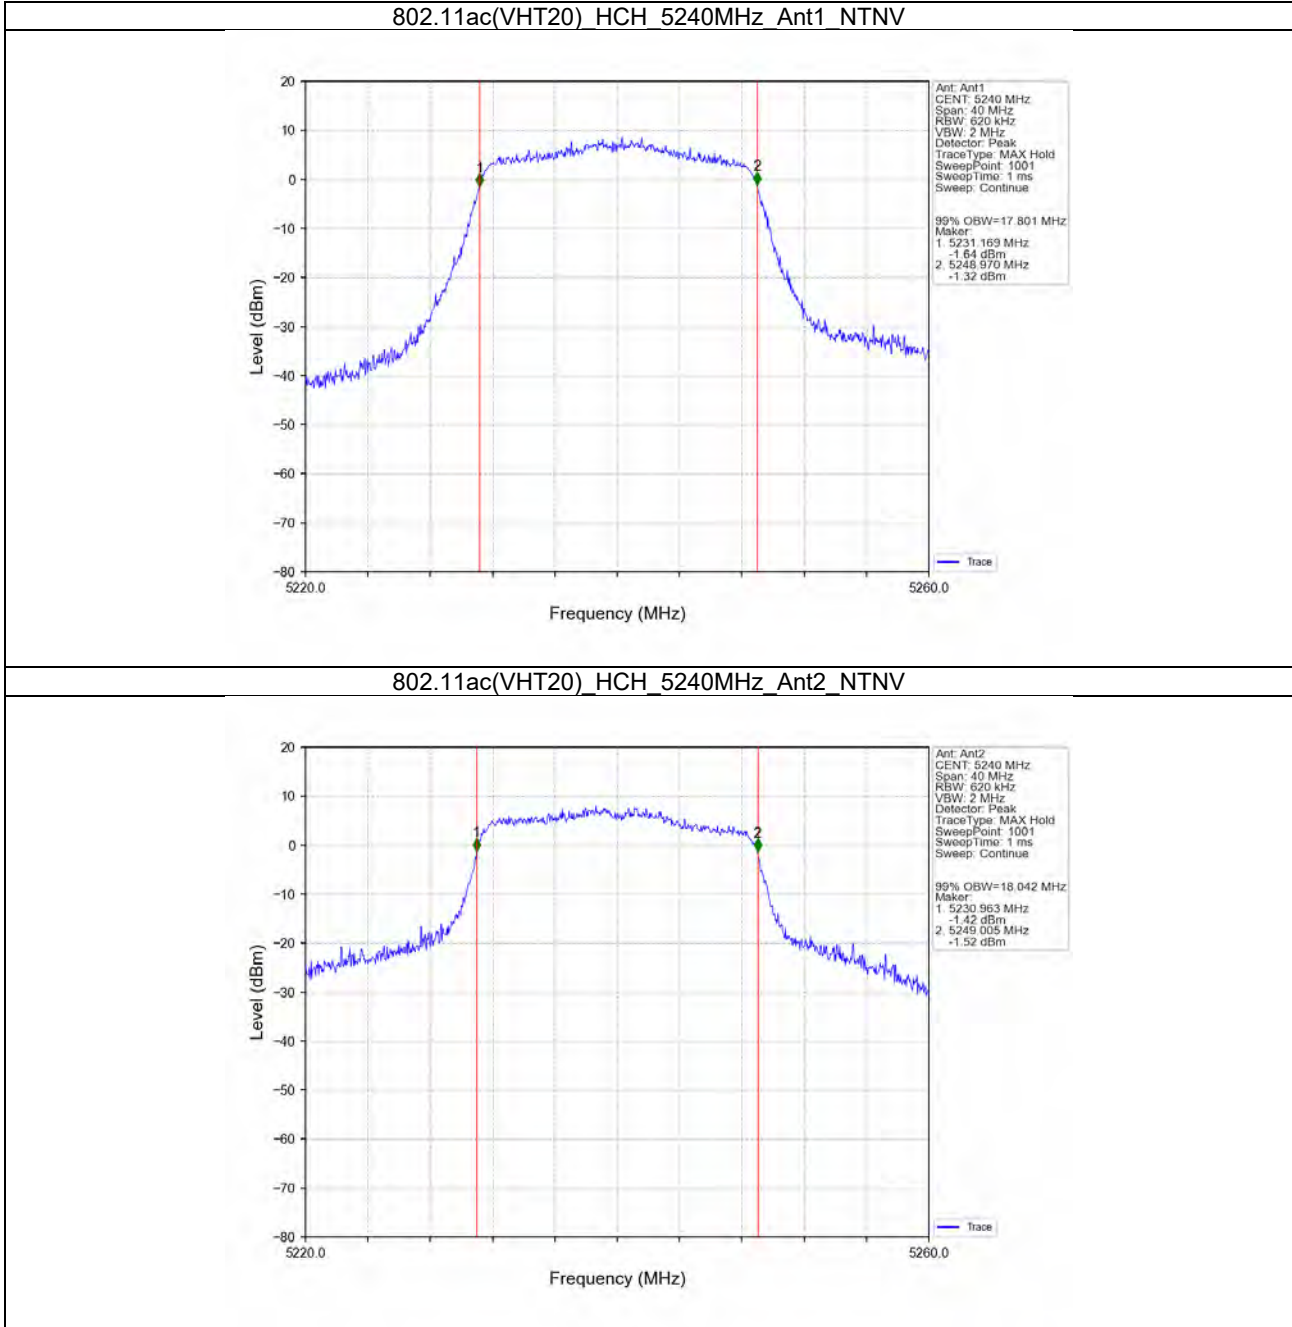 802.11ac(VHT20)_HCH_5240MHz_Ant1_NTNV
20
10
0
−10
−20
−30
−40
−50
−60
−70
−80
Level (dBm)
5220.0
5260.0
Frequency (MHz)
1
2
Ant: Ant1
CENT: 5240 MHz
Span: 40 MHz
RBW: 620 kHz
VBW: 2 MHz
Detector: Peak
TraceType: MAX Hold
SweepPoint: 1001
SweepTime: 1 ms
Sweep: Continue
99% OBW=17.801 MHz
Maker:
1. 5231.169 MHz
-1.64 dBm
2. 5248.970 MHz
-1.32 dBm
Trace
802.11ac(VHT20)_HCH_5240MHz_Ant2_NTNV
20
10
0
−10
−20
−30
−40
−50
−60
−70
−80
Level (dBm)
5220.0
5260.0
Frequency (MHz)
1
2
Ant: Ant2
CENT: 5240 MHz
Span: 40 MHz
RBW: 620 kHz
VBW: 2 MHz
Detector: Peak
TraceType: MAX Hold
SweepPoint: 1001
SweepTime: 1 ms
Sweep: Continue
99% OBW=18.042 MHz
Maker:
1. 5230.963 MHz
-1.42 dBm
2. 5249.005 MHz
-1.52 dBm
Trace